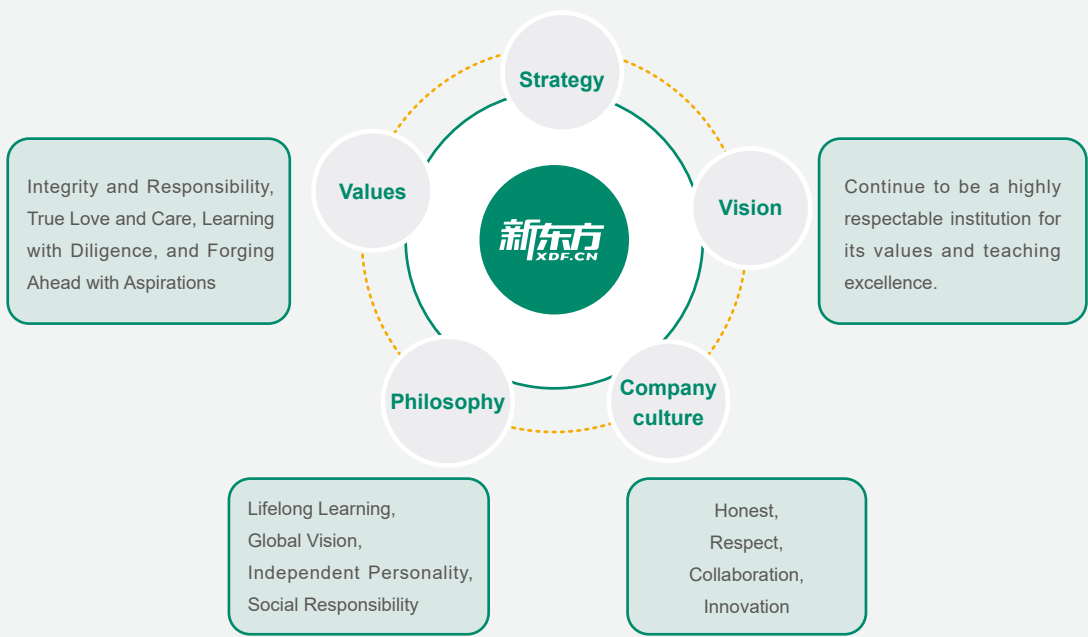 Strategy
Values
Vision
新东方
XDF.CN
Integrity and Responsibility,
True Love and Care, Learning
with Diligence, and Forging
Ahead with Aspirations
Continue to be a highly
respectable institution for
its values and teaching
excellence.
Philosophy
Company
culture
Lifelong Learning,
Global Vision,
Independent Personality,
Social Responsibility
Honest,
Respect,
Collaboration,
Innovation